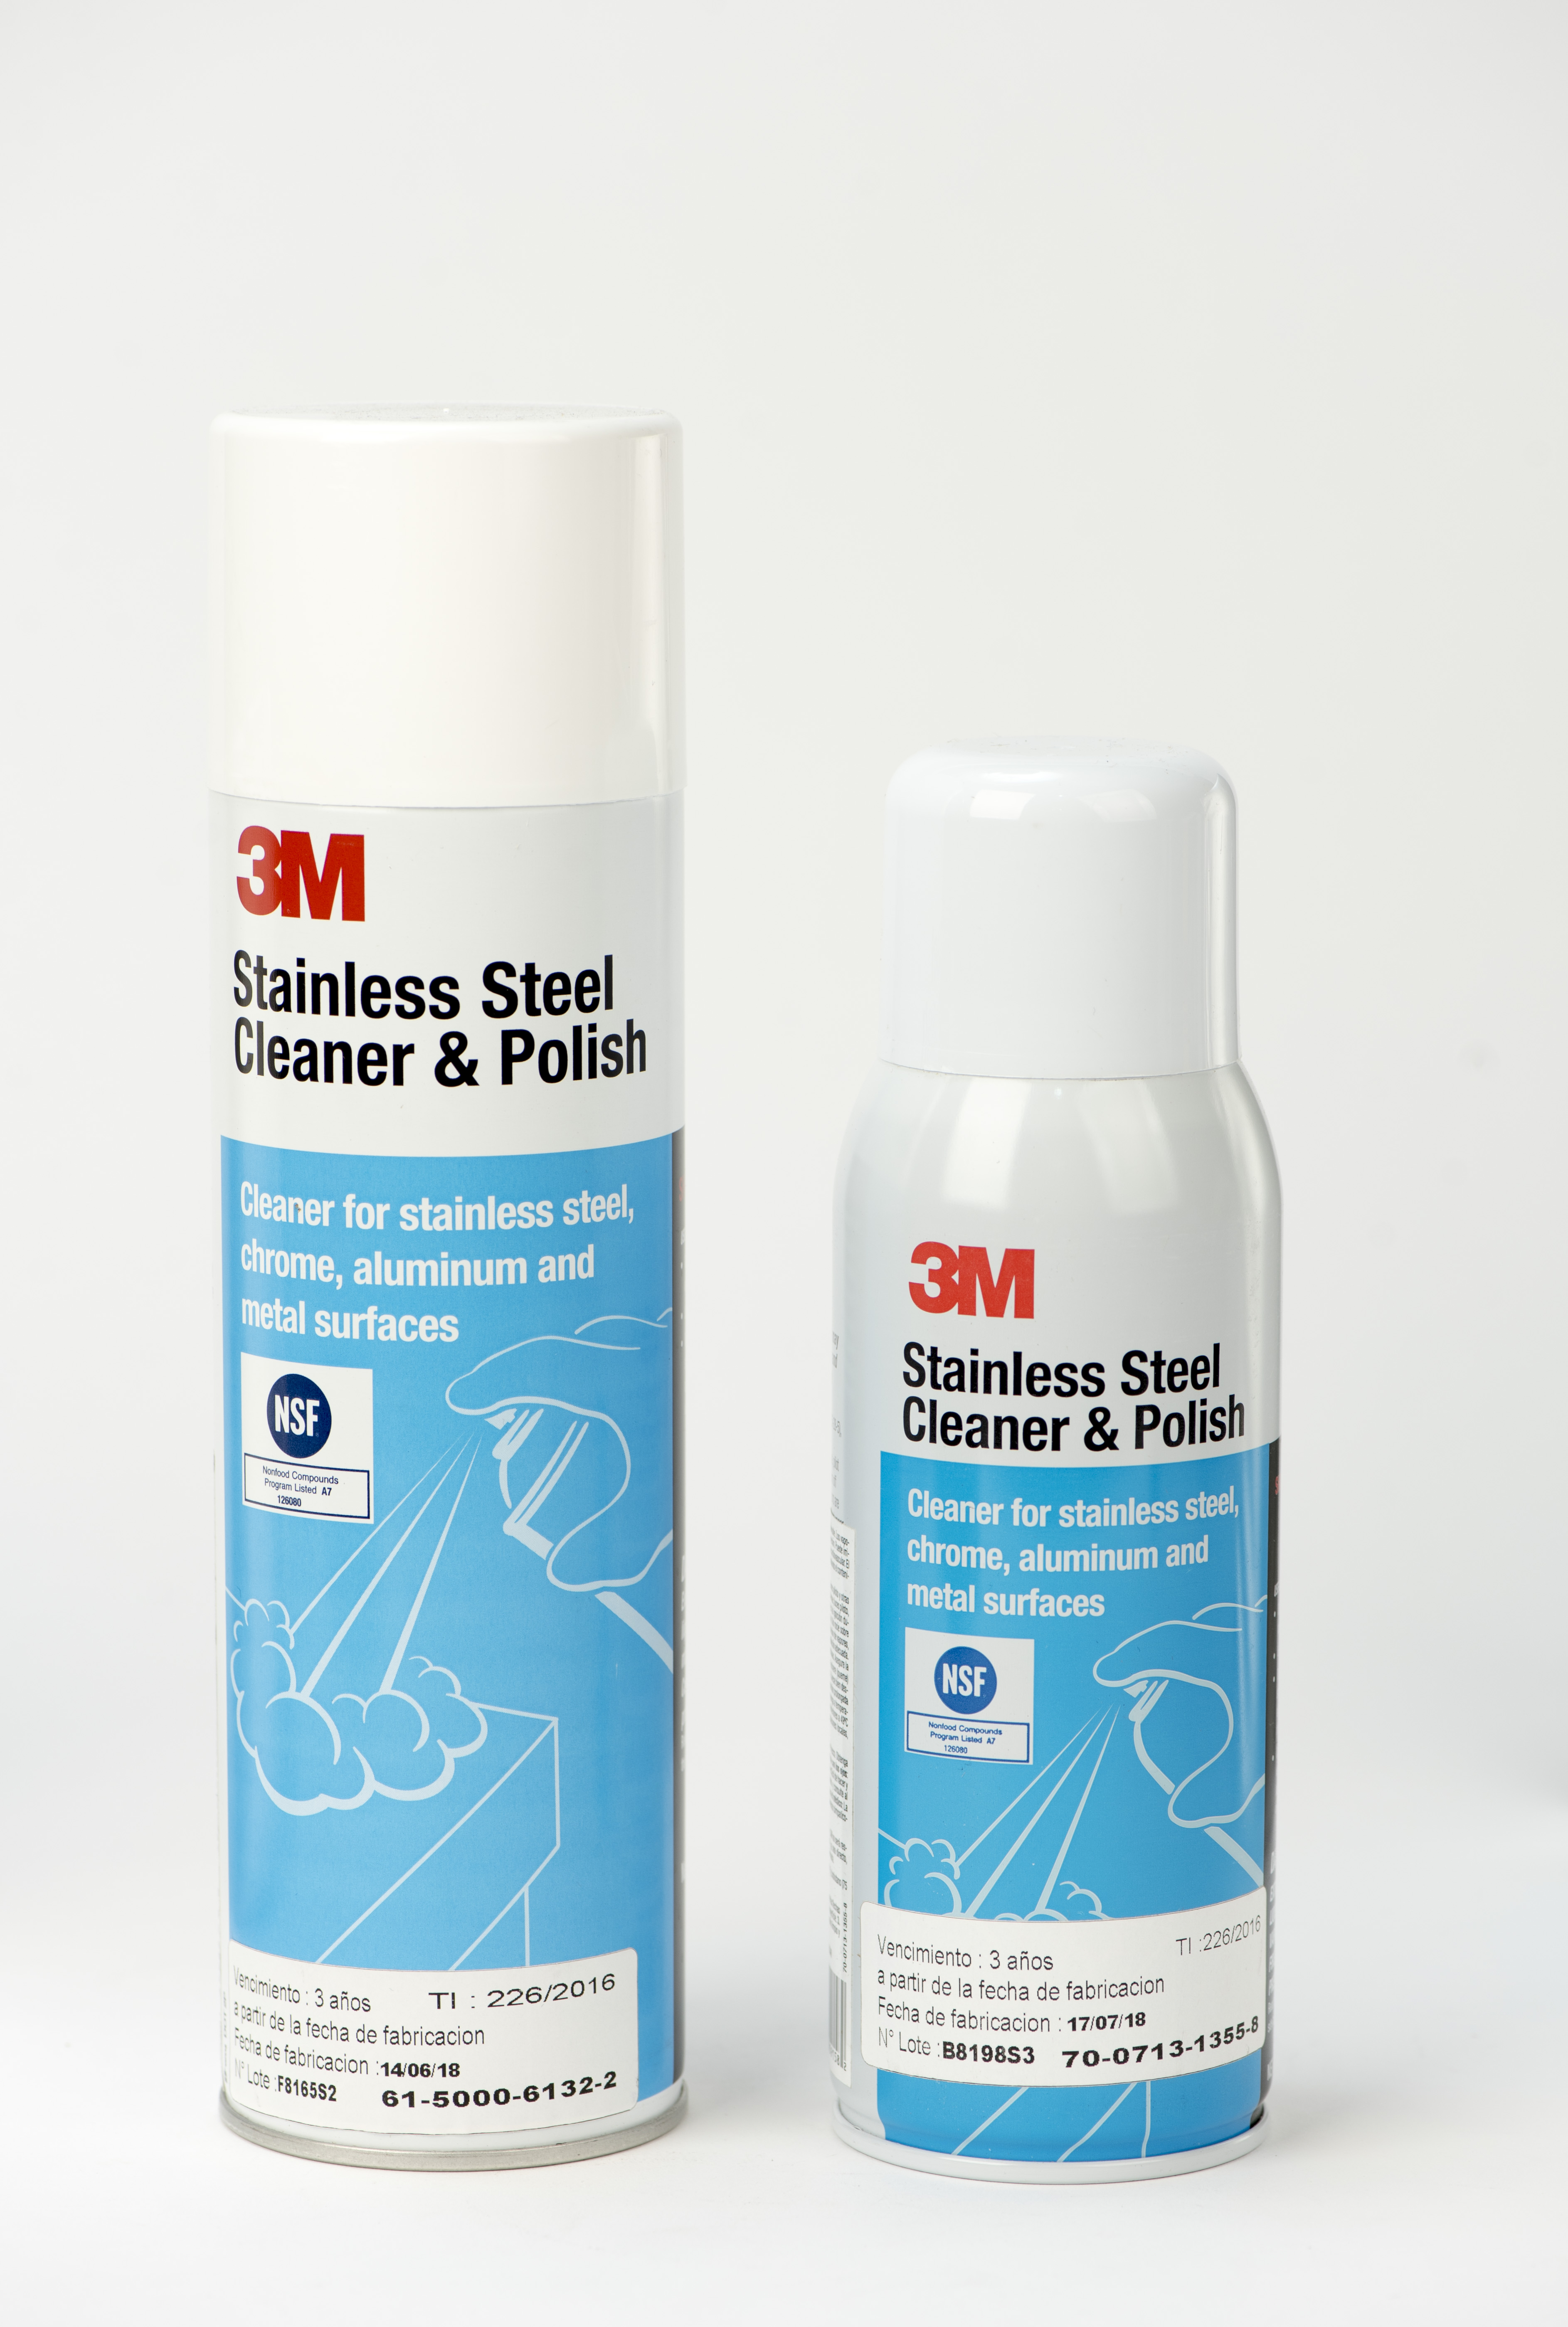 3M
Stainless Steel
Cleaner & Polish
Cleaner for stainless steel,
chrome, aluminum and
metal surfaces
NSF
Nonfood Compounds
Program Listed A7
126080
Vencimiento : 3 años TI : 226/2016
a partir de la fecha de fabricacion
Fecha de fabricacion :14/06/18
N° Lote :F8165S2 61-5000-6132-2
3M
Stainless Steel
Cleaner & Polish
Cleaner for stainless steel,
chrome, aluminum and
metal surfaces
NSF
Nonfood Compounds
Program Listed A7
126080
Vencimiento : 3 años TI :226/2016
a partir de la fecha de fabricacion
Fecha de fabricacion : 17/07/18
N° Lote :B8198S3 70-0713-1355-8
70-0713-1355-8